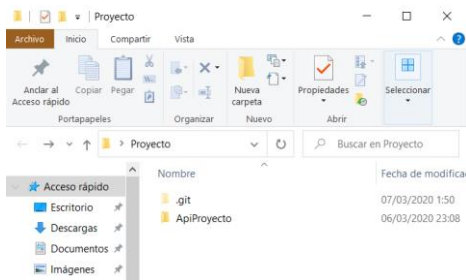 Proyecto
Archivo Inicio Compartir Vista
Anclar al Acceso rápido
Copiar
Pegar
Nueva carpeta
Propiedades
Seleccionar
Portapapeles Organizar Nuevo Abrir
Proyecto
Buscar en Proyecto
Acceso rápido
Escritorio
Descargas
Documentos
Imágenes
Nombre Fecha de modifica
.git 07/03/2020 1:50
ApiProyecto 06/03/2020 23:08